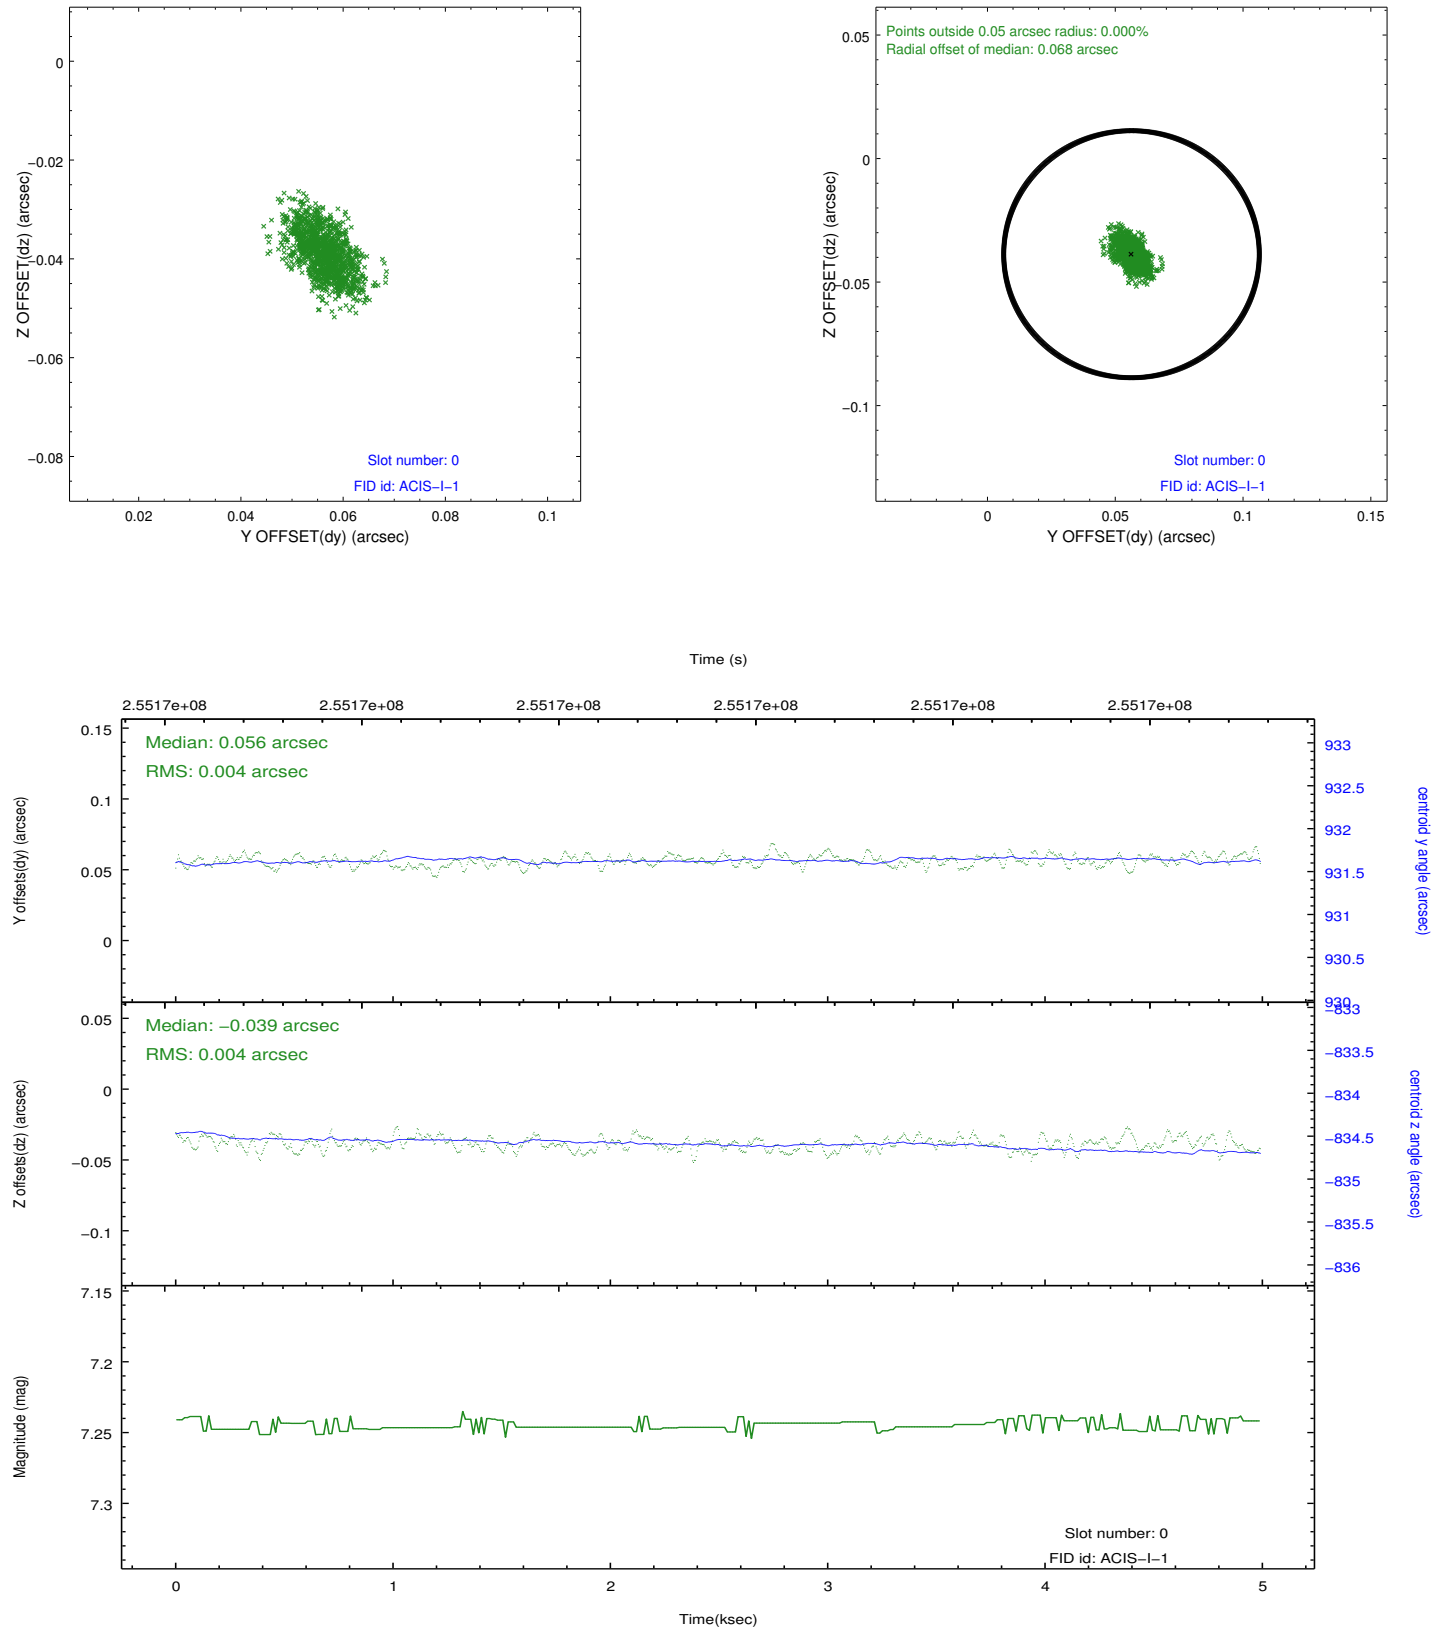 0
−0.02
−0.04
−0.06
−0.08
Z OFFSET(dz) (arcsec)
Slot number: 0
FID id: ACIS−I−1
0.02 0.04 0.06 0.08 0.1
Y OFFSET(dy) (arcsec)
Points outside 0.05 arcsec radius: 0.000%
Radial offset of median: 0.068 arcsec
0.05
0
−0.05
−0.1
Z OFFSET(dz) (arcsec)
Slot number: 0
FID id: ACIS−I−1
0 0.05 0.1 0.15
Y OFFSET(dy) (arcsec)
Time (s)
2.5517e+08 2.5517e+08 2.5517e+08 2.5517e+08 2.5517e+08 2.5517e+08
Median: 0.056 arcsec
RMS: 0.004 arcsec
0.15
0.1
0.05
0
Y offsets(dy) (arcsec)
933
932.5
932
931.5
931
930.5
930
centroid y angle (arcsec)
Median: −0.039 arcsec
RMS: 0.004 arcsec
0.05
0
−0.05
−0.1
Z offsets(dz) (arcsec)
−833
−833.5
−834
−834.5
−835
−835.5
−836
centroid z angle (arcsec)
7.15
7.2
7.25
7.3
Magnitude (mag)
Slot number: 0
FID id: ACIS−I−1
0 1 2 3 4 5
Time(ksec)